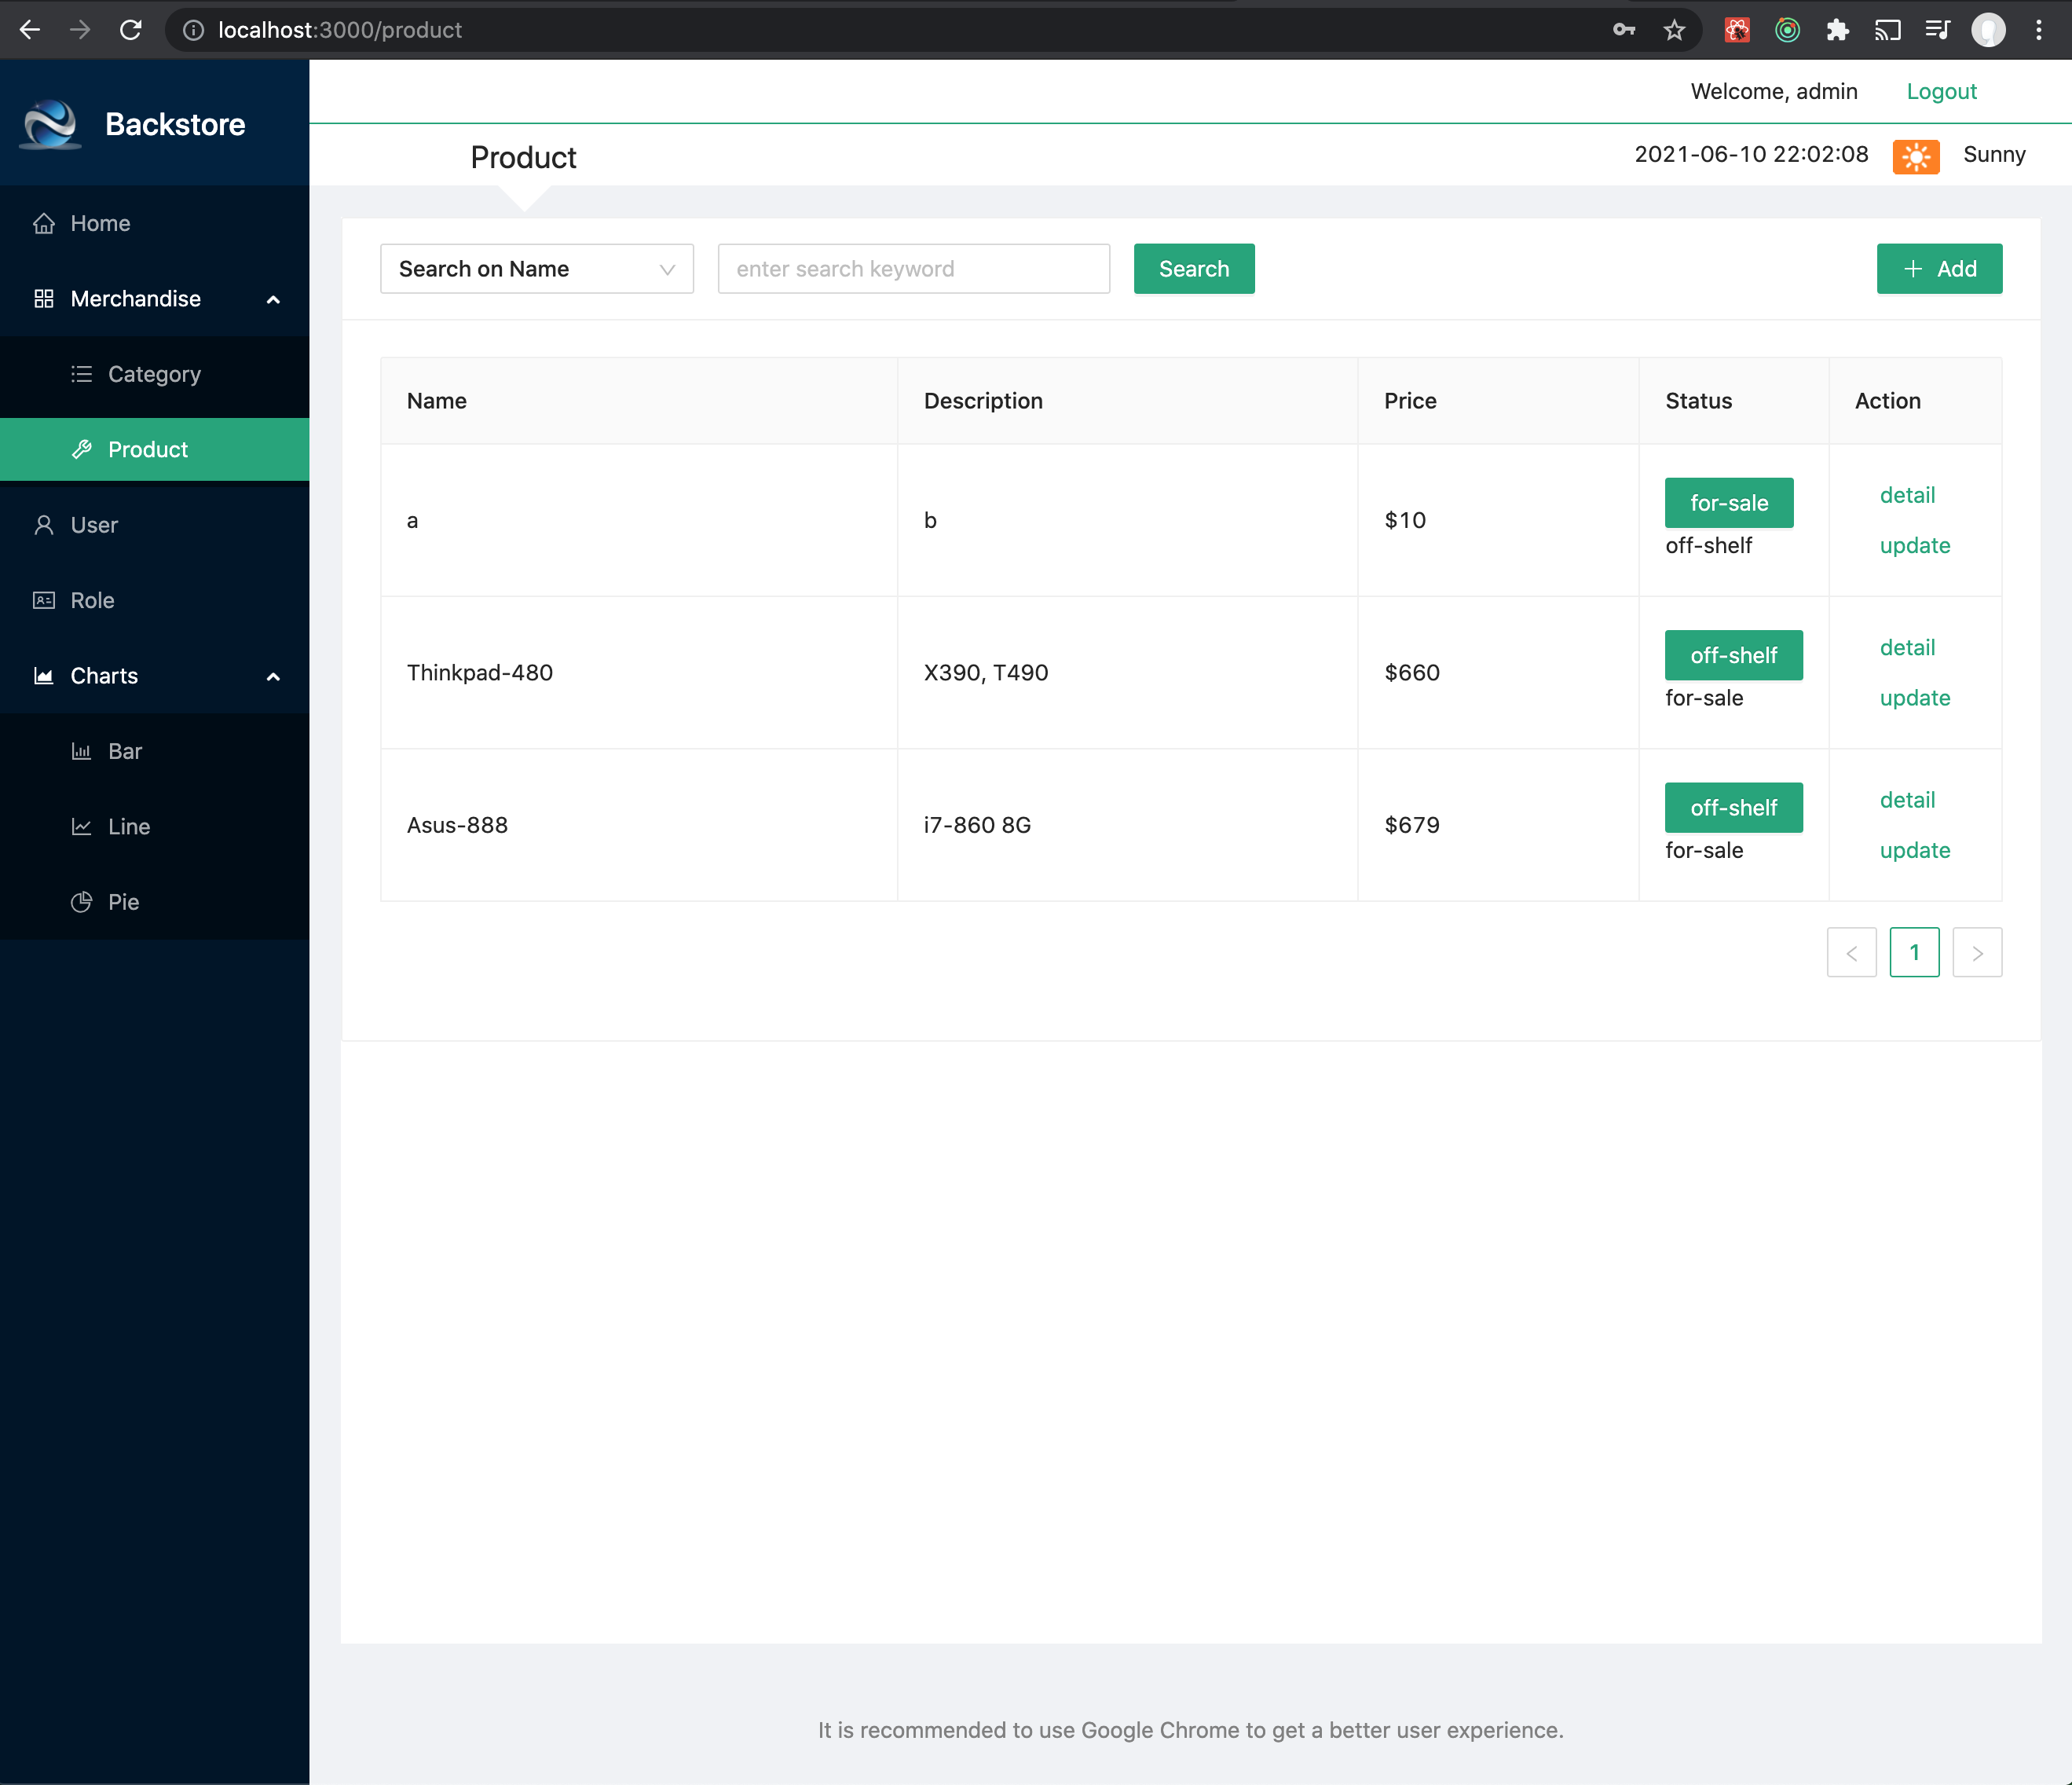 localhost:3000/product
Backstore
Welcome, admin Logout
Product
2021-06-10 22:02:08 Sunny
Home
Merchandise
Category
Product
User
Role
Charts
Bar
Line
Pie
Search on Name enter search keyword Search + Add
Name Description Price Status Action
a b $10 for-sale off-shelf detail update
Thinkpad-480 X390, T490 $660 off-shelf for-sale detail update
Asus-888 i7-860 8G $679 off-shelf for-sale detail update
< 1 >
It is recommended to use Google Chrome to get a better user experience.